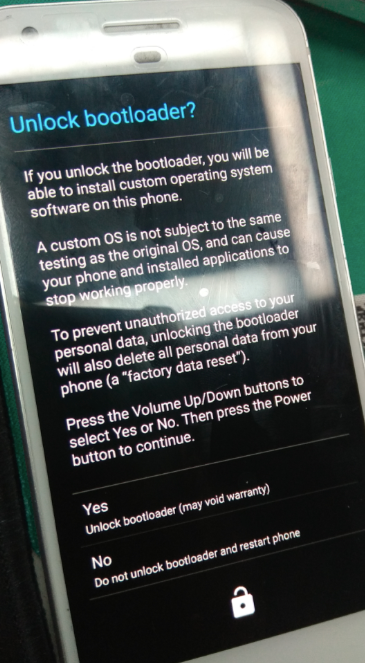 Unlock bootloader?
If you unlock the bootloader, you will be
able to install custom operating system
software on this phone.
A custom OS is not subject to the same
testing as the original OS, and can cause
your phone and installed applications to
stop working properly.
To prevent unauthorized access to your
personal data, unlocking the bootloader
will also delete all personal data from your
phone (a "factory data reset").
Press the Volume Up/Down buttons to
select Yes or No. Then press the Power
button to continue.
Yes
Unlock bootloader (may void warranty)
No
Do not unlock bootloader and restart phone